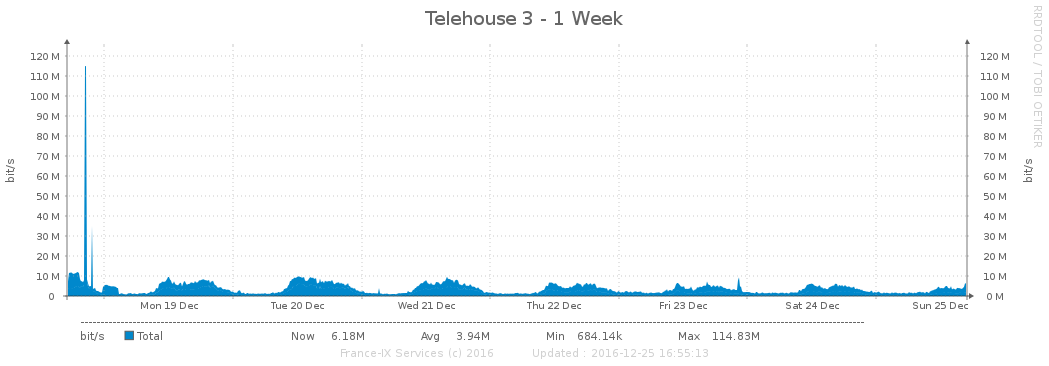 Telehouse 3 - 1 Week
RRDTOOL / TOBI OETIKER
bit/s
120 M 120 M
110 M 110 M
100 M 100 M
90 M 90 M
80 M 80 M
70 M 70 M
60 M 60 M
50 M 50 M
40 M 40 M
30 M 30 M
20 M 20 M
10 M 10 M
0 0 M
bit/s
Mon 19 Dec Tue 20 Dec Wed 21 Dec Thu 22 Dec Fri 23 Dec Sat 24 Dec Sun 25 Dec
bit/s Total Now 6.18M Avg 3.94M Min 684.14k Max 114.83M
France-IX Services (c) 2016 Updated : 2016-12-25 16:55:13